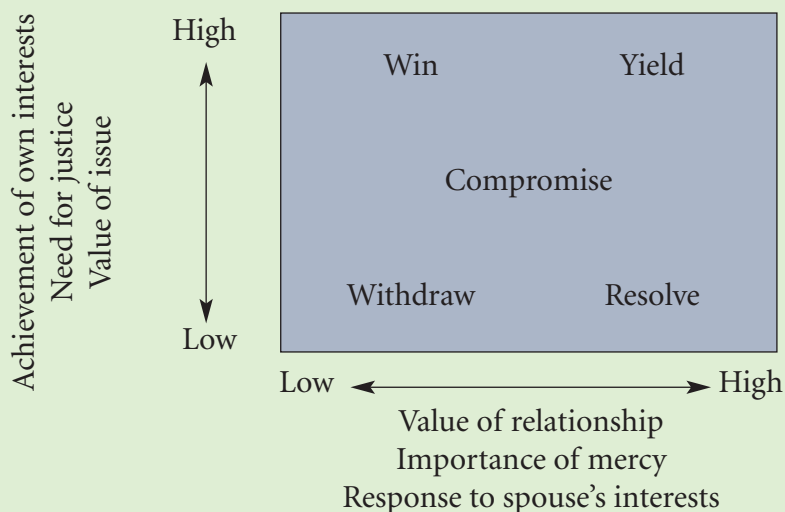 High
Achievement of own interests
Need for justice
Value of issue
Low
Win Yield
Compromise
Withdraw Resolve
Low High
Value of relationship
Importance of mercy
Response to spouse's interests